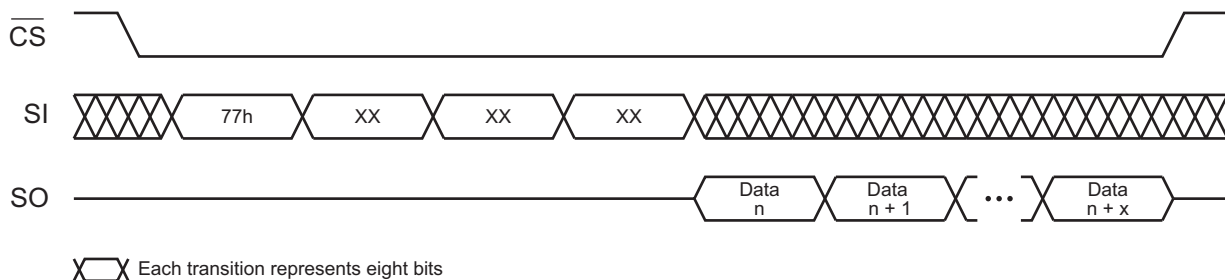 CS
SI
77h
XX
XX
XX
SO
Data
n
Data
n + 1
•••
Data
n + x
Each transition represents eight bits